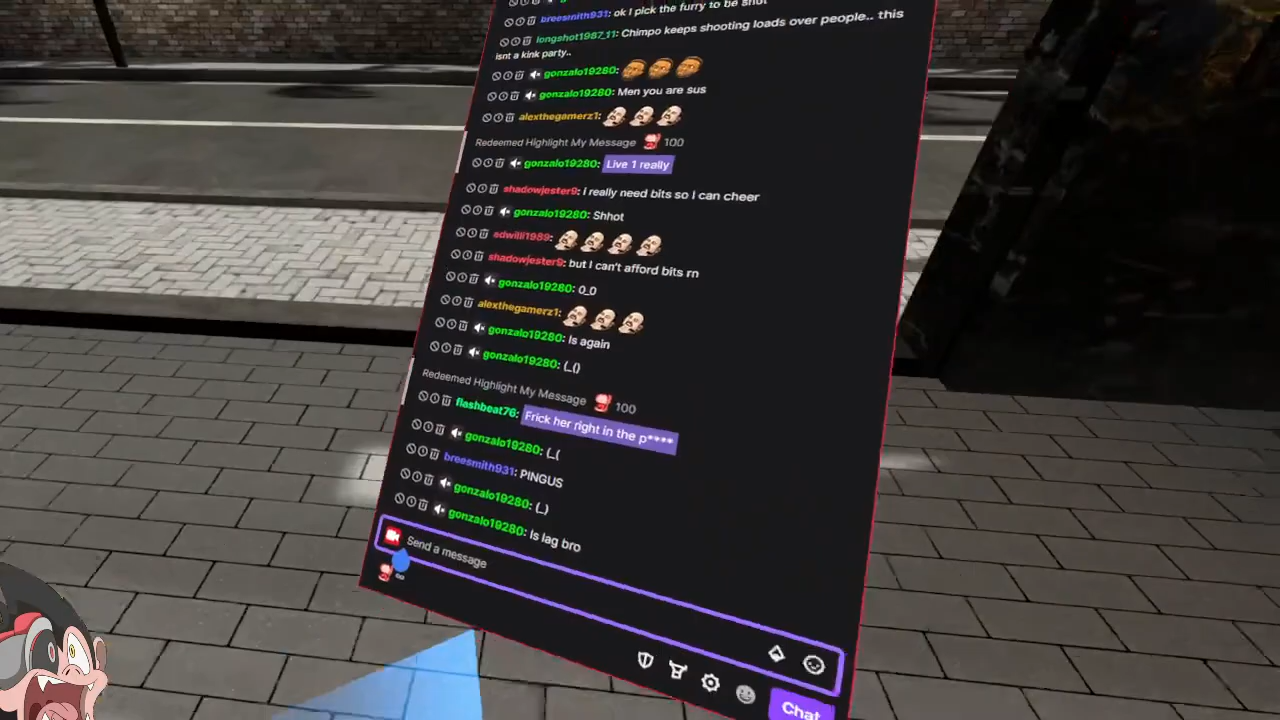 breesmith931: ok I pick the furry to be shot
longshot1987_11: Chimpo keeps shooting loads over people.. this
isnt a kink party..
gonzalo19280:
gonzalo19280: Men you are sus
alexthegamerz1:
Redeemed Highlight My Message 100
gonzalo19280: Live 1 really
shadowjester9: i really need bits so I can cheer
gonzalo19280: Shhot
edwilli1989:
shadowjester9: but I can't afford bits rn
gonzalo19280: 0_0
alexthegamerz1:
gonzalo19280: Is again
gonzalo19280: (_()
Redeemed Highlight My Message 100
flashbeat76: Frick her right in the p****
gonzalo19280: (_(
breesmith931: PINGUS
gonzalo19280: (_)
gonzalo19280: Is lag bro
Send a message
∞
Chat